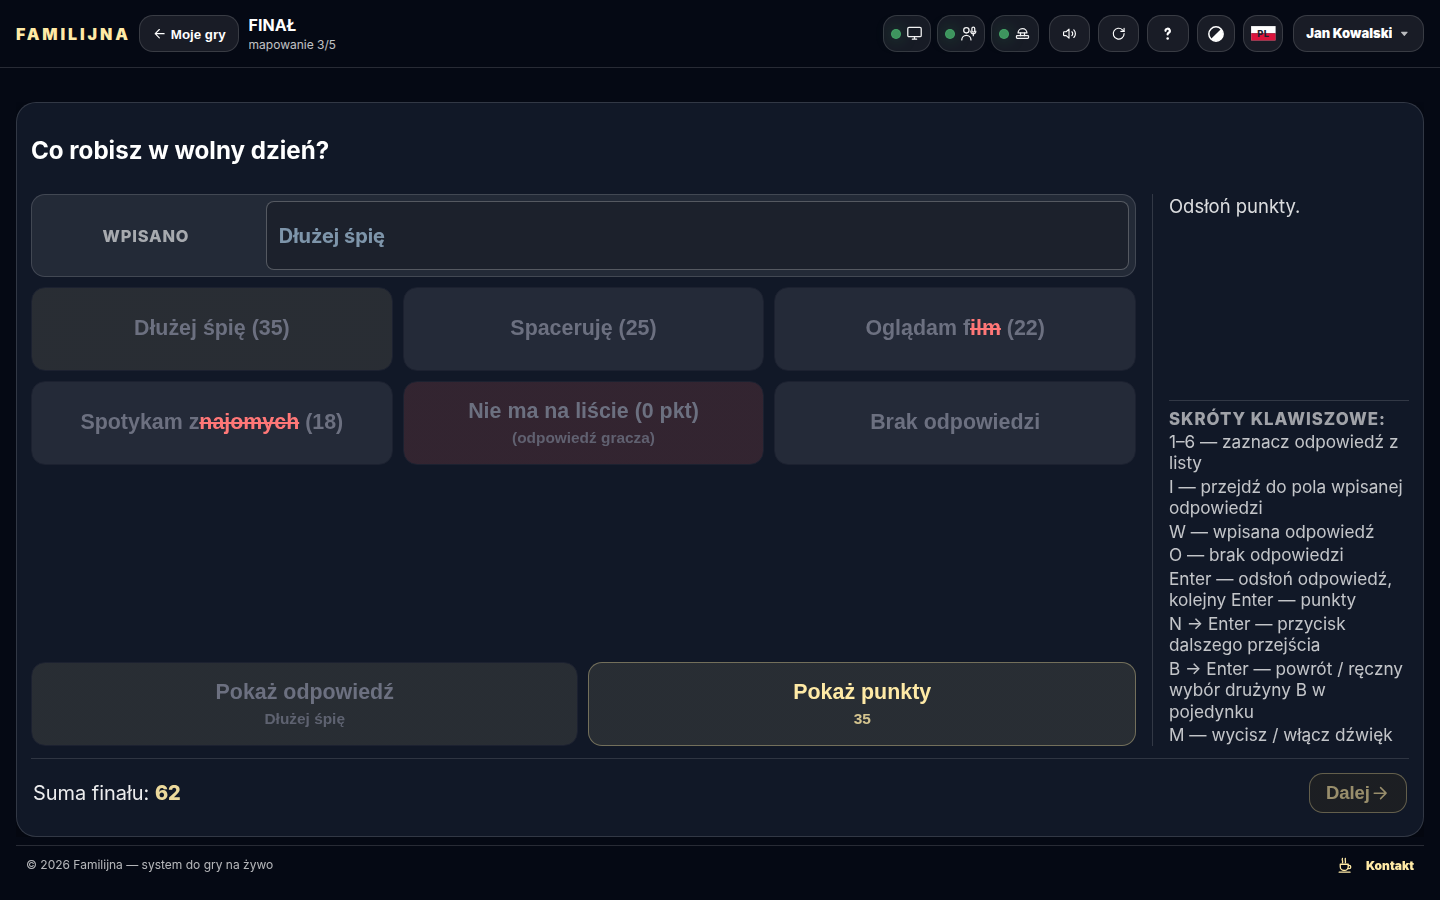 FAMILIJNA
← Moje gry
FINAŁ
mapowanie 3/5
?
PL
Jan Kowalski
Co robisz w wolny dzień?
WPISANO
Dłużej śpię
Dłużej śpię (35)
Spaceruję (25)
Oglądam film (22)
Spotykam znajomych (18)
Nie ma na liście (0 pkt)
(odpowiedź gracza)
Brak odpowiedzi
Pokaż odpowiedź
Dłużej śpię
Pokaż punkty
35
Odsłoń punkty.
SKRÓTY KLAWISZOWE:
1–6 — zaznacz odpowiedź z
listy
I — przejdź do pola wpisanej
odpowiedzi
W — wpisana odpowiedź
O — brak odpowiedzi
Enter — odsłoń odpowiedź,
kolejny Enter — punkty
N → Enter — przycisk
dalszego przejścia
B → Enter — powrót / ręczny
wybór drużyny B w
pojedynku
M — wycisz / włącz dźwięk
Suma finału: 62
Dalej →
© 2026 Familijna — system do gry na żywo
Kontakt